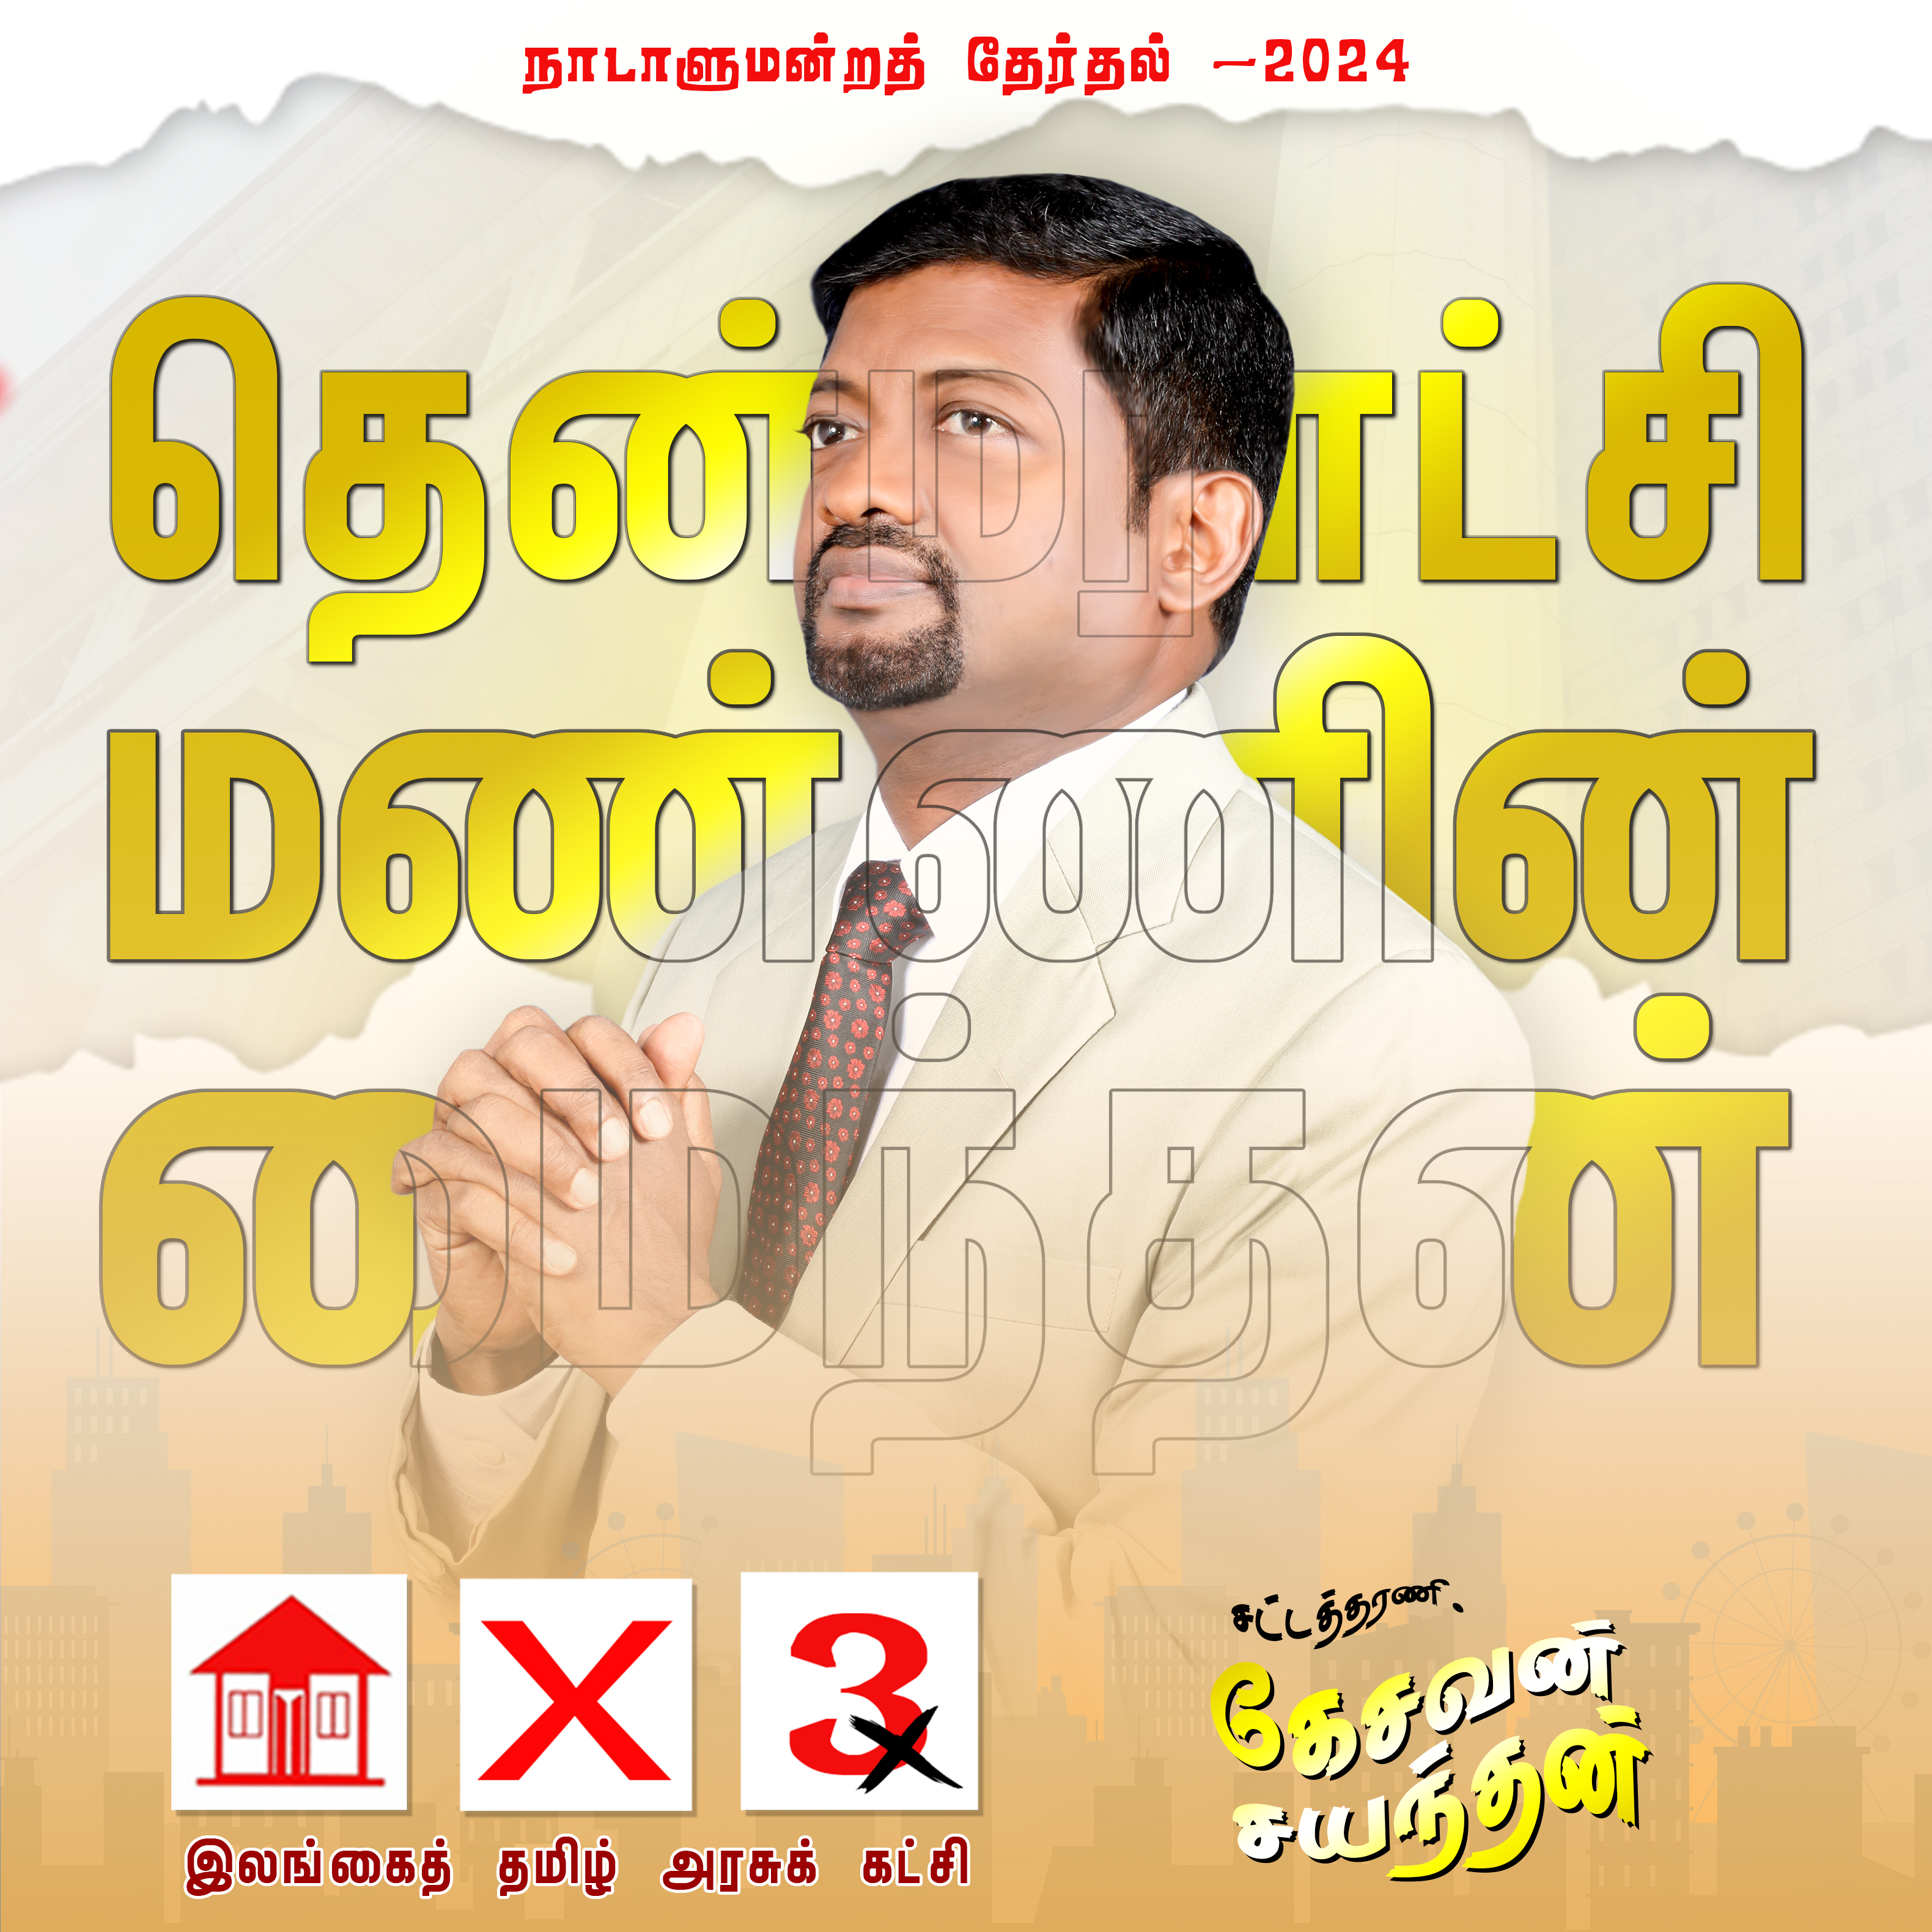 நாடாளுமன்றத் தேர்தல் –2024
தென்மராட்சி
மண்ணின்
மைந்தன்
X
3
சட்டத்தரணி.
கேசவன்
சயந்தன்
இலங்கைத் தமிழ் அரசுக் கட்சி